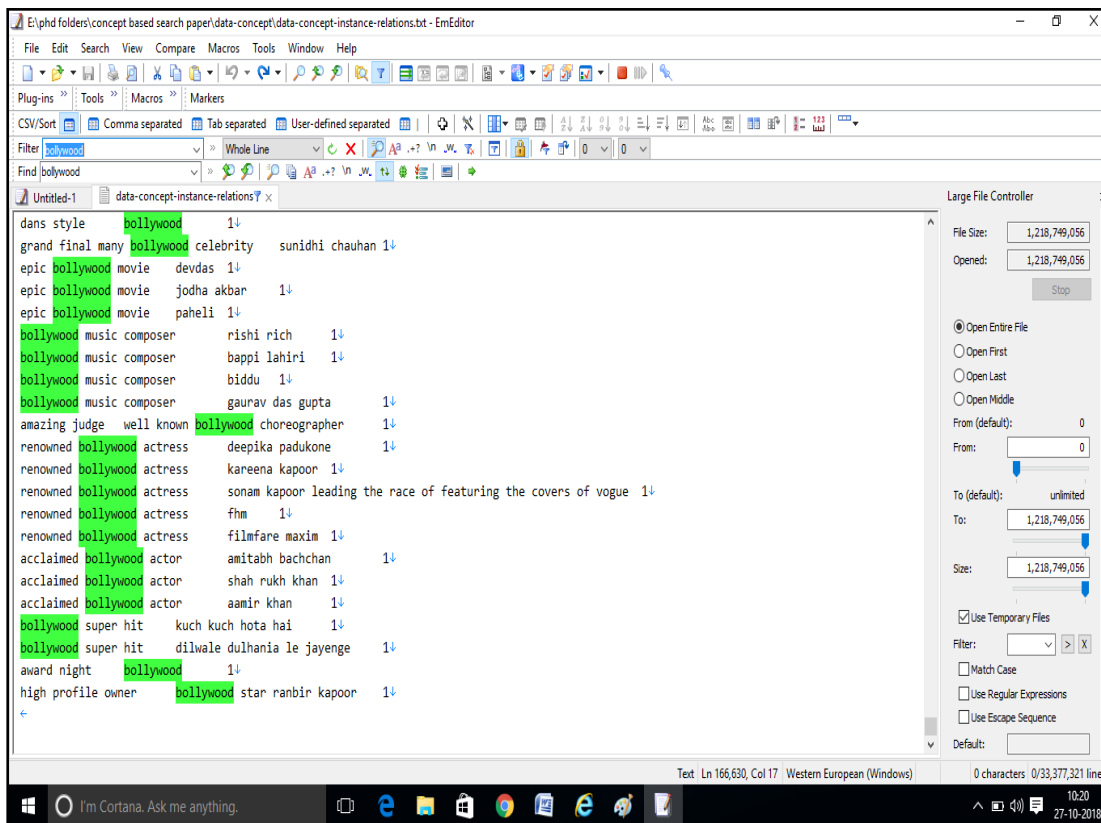 E:\phd folders\concept based search paper\data-concept\data-concept-instance-relations.txt - EmEditor
File Edit Search View Compare Macros Tools Window Help
Plug-ins » Tools » Macros » Markers
CSV/Sort Comma separated Tab separated User-defined separated
Filter bollywood » Whole Line 0 0
Find bollywood »
Untitled-1 data-concept-instance-relations
dans style bollywood 1↓
grand final many bollywood celebrity sunidhi chauhan 1↓
epic bollywood movie devdas 1↓
epic bollywood movie jodha akbar 1↓
epic bollywood movie paheli 1↓
bollywood music composer rishi rich 1↓
bollywood music composer bappi lahiri 1↓
bollywood music composer biddu 1↓
bollywood music composer gaurav das gupta 1↓
amazing judge well known bollywood choreographer 1↓
renowned bollywood actress deepika padukone 1↓
renowned bollywood actress kareena kapoor 1↓
renowned bollywood actress sonam kapoor leading the race of featuring the covers of vogue 1↓
renowned bollywood actress fhm 1↓
renowned bollywood actress filmfare maxim 1↓
acclaimed bollywood actor amitabh bachchan 1↓
acclaimed bollywood actor shah rukh khan 1↓
acclaimed bollywood actor aamir khan 1↓
bollywood super hit kuch kuch hota hai 1↓
bollywood super hit dilwale dulhania le jayenge 1↓
award night bollywood 1↓
high profile owner bollywood star ranbir kapoor 1↓
←
Large File Controller
File Size: 1,218,749,056
Opened: 1,218,749,056
Stop
Open Entire File
Open First
Open Last
Open Middle
From (default): 0
From: 0
To (default): unlimited
To: 1,218,749,056
Size: 1,218,749,056
Use Temporary Files
Filter: > X
Match Case
Use Regular Expressions
Use Escape Sequence
Default:
Text Ln 166,630, Col 17 Western European (Windows) 0 characters 0/33,377,321 line
I'm Cortana. Ask me anything.
10:20
27-10-2018